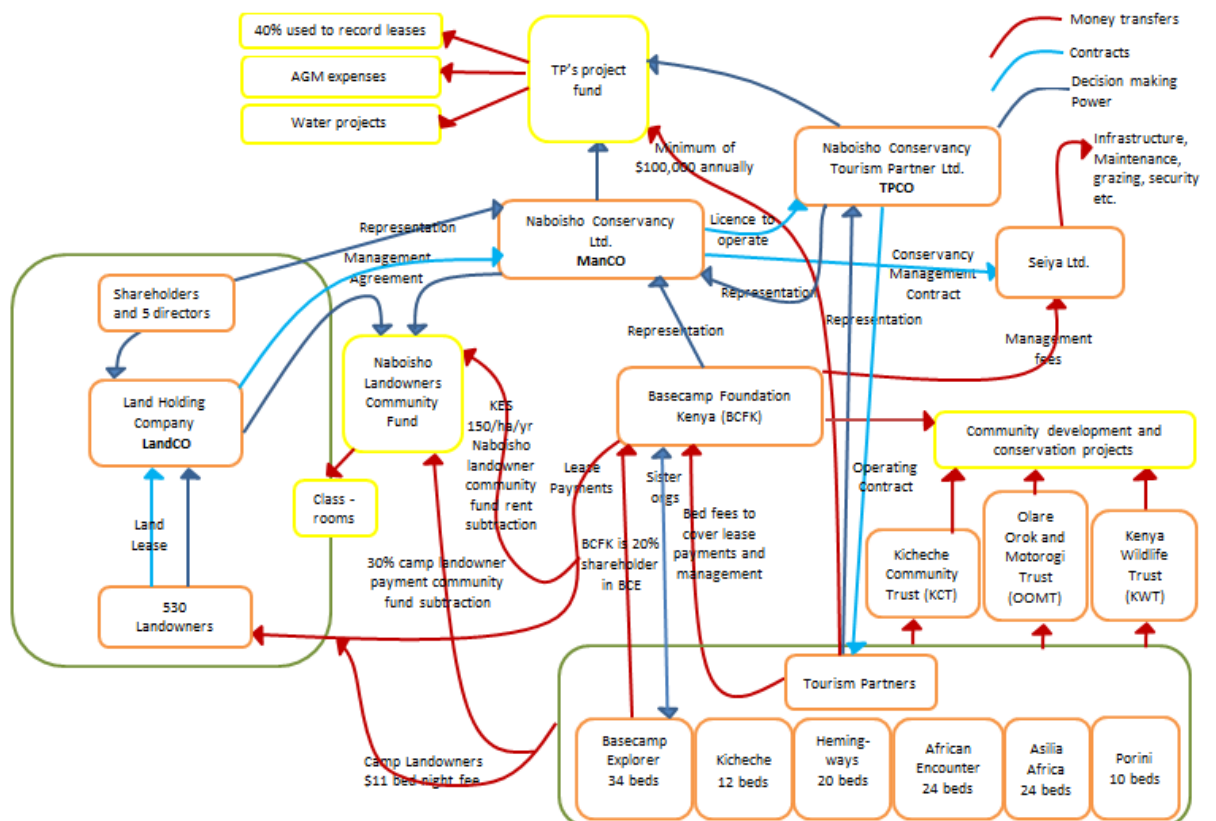 40% used to record leases
AGM expenses
Water projects
TP's project
fund
Money transfers
Contracts
Decision making
Power
Minimum of
$100,000 annually
Naboisho Conservancy
Tourism Partner Ltd.
TPCO
Infrastructure,
Maintenance,
grazing, security
etc.
Representation
Management
Agreement
Naboisho Conservancy
Ltd.
ManCO
Licence to
operate
Conservancy
Management
Contract
Seiya Ltd.
Shareholders
and 5 directors
Representation
Representation
Representation
Management
fees
Land Holding
Company
LandCO
Naboisho
Landowners
Community
Fund
Basecamp Foundation
Kenya (BCFK)
Community development and
conservation projects
KES
150/ha/yr
Naboisho
landowner
community
fund rent
subtraction
Lease
Payments
Sister
orgs
Bed fees to
cover lease
payments and
management
Operating
Contract
Class -
rooms
Land
Lease
BCFK is 20%
shareholder
in BCE
30% camp landowner
payment community
fund subtraction
Kicheche
Community
Trust (KCT)
Olare
Orok and
Motorogi
Trust
(OOMT)
Kenya
Wildlife
Trust
(KWT)
530
Landowners
Tourism Partners
Camp Landowners
$11 bed night fee
Basecamp
Explorer
34 beds
Kicheche
12 beds
Heming-
ways
20 beds
African
Encounter
24 beds
Asilia
Africa
24 beds
Porini
10 beds